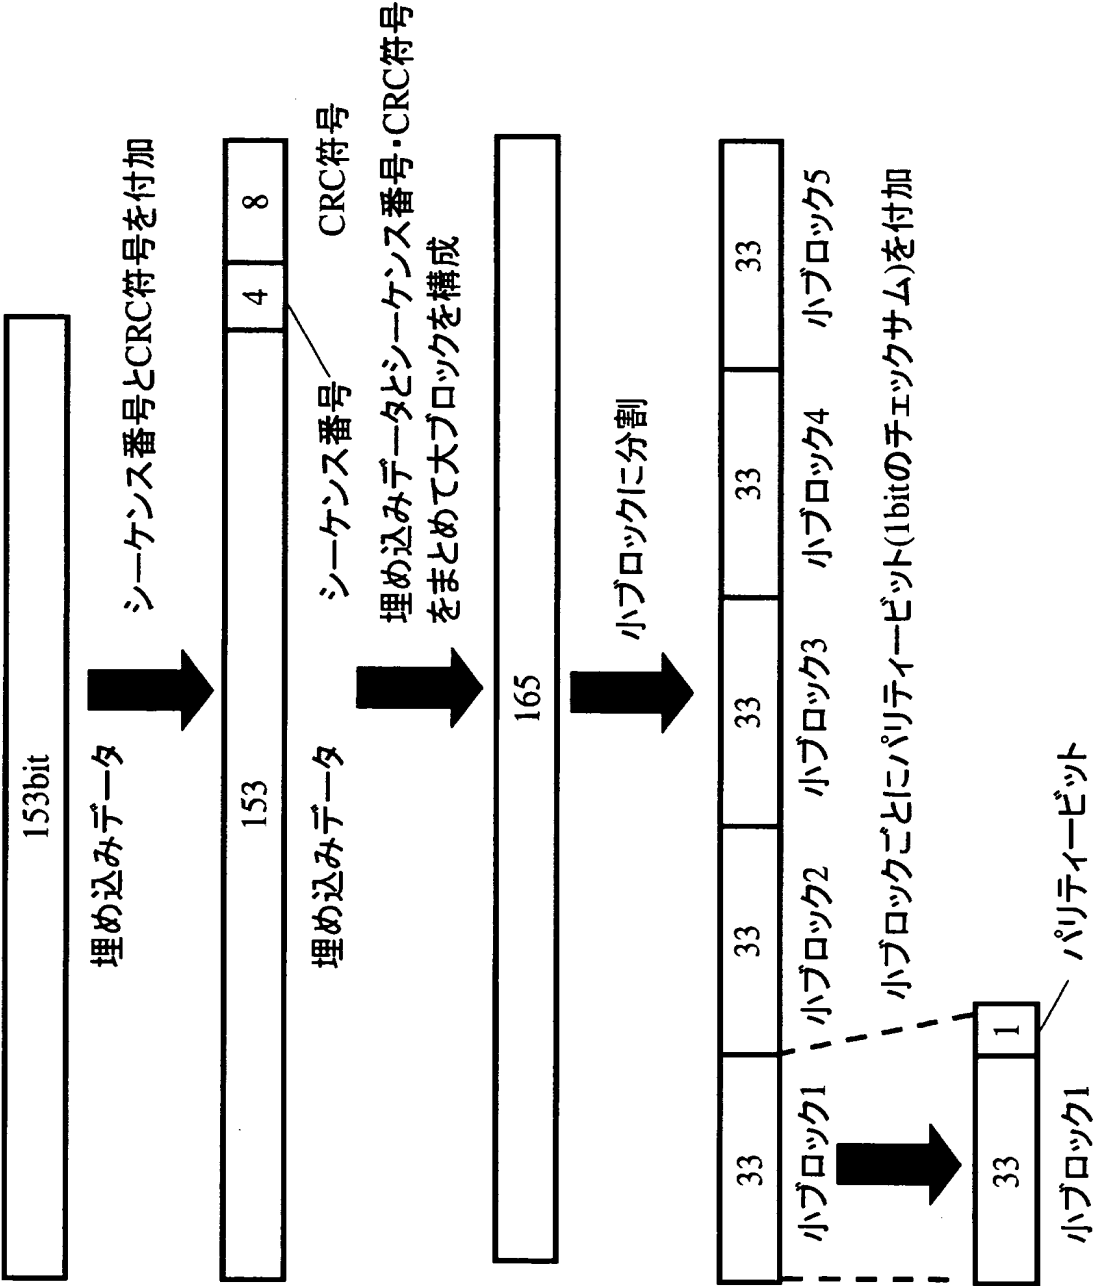 153bit
埋め込みデータ
シーケンス番号とCRC符号を付加
153
4
8
埋め込みデータ
シーケンス番号
CRC符号
埋め込みデータとシーケンス番号・CRC符号
をまとめて大ブロックを構成
165
小ブロックに分割
33
33
33
33
33
小ブロック1
小ブロック2
小ブロック3
小ブロック4
小ブロック5
小ブロックごとにパリティービット(1bitのチェックサム)を付加
33
1
小ブロック1
パリティービット